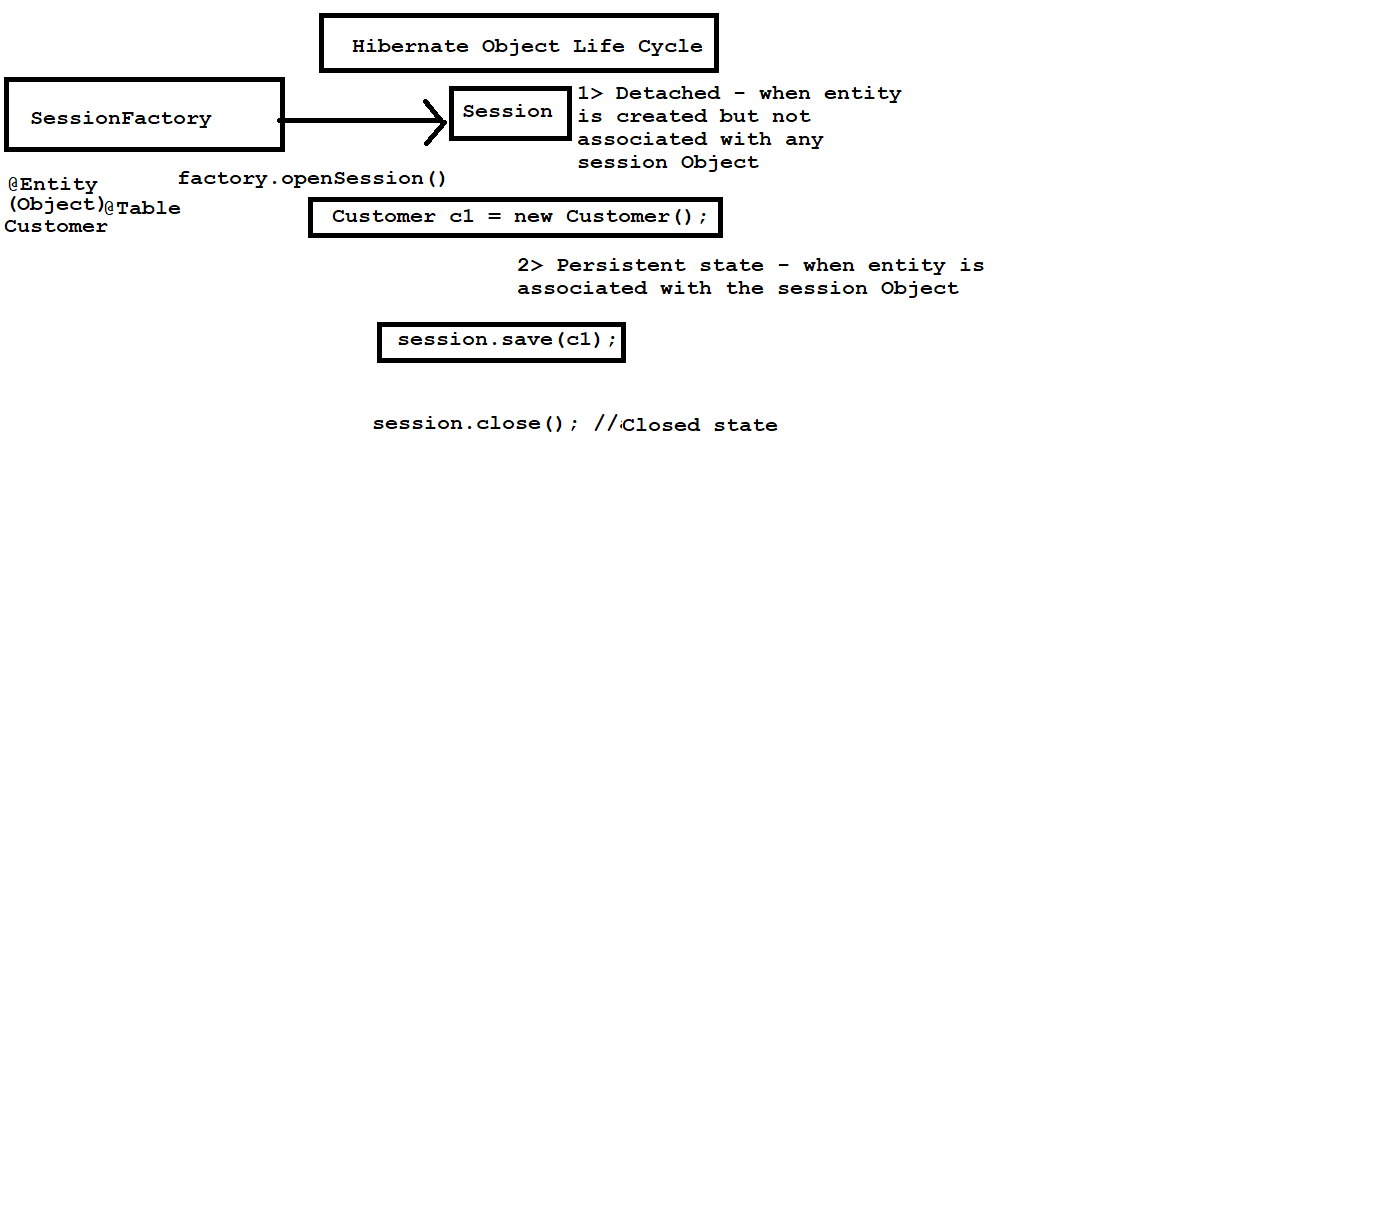 Hibernate Object Life Cycle
SessionFactory
Session
1> Detached - when entity
is created but not
associated with any
session Object
factory.openSession()
@Entity
(Object)
@Table
Customer
Customer c1 = new Customer();
2> Persistent state - when entity is
associated with the session Object
session.save(c1);
session.close(); //Closed state